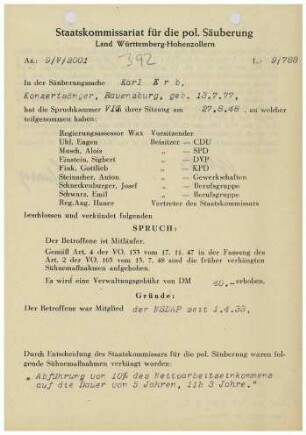 Staatskommissariat für die pol. Säuberung
Land Württemberg-Hohenzollern
Az.: 9/V/2001 392 L. 9/788
In der Säuberungssache Karl Erb,
Konzertsänger, Ravensburg, geb. 13.7.77,
hat die Spruchkammer VIII in ihrer Sitzung am 27.8.48 , an welcher
teilgenommen haben:
Regierungsassessor Wax Vorsitzender
Uhl, Eugen Beisitzer — CDU
Mosch, Alois „ — SPD
Einstein, Sigbert „ — DVP
Fink, Gottlieb „ — KPD
Steinacher, Anton „ — Gewerkschaften
Schneckenburger, Josef „ — Berufsgruppe
Schwarz, Emil „ — Berufsgruppe
Reg.Ang. Hauer Vertreter des Staatskommissars
beschlossen und verkündet folgenden
SPRUCH:
Der Betroffene ist Mitläufer.
Gemäß Art. 4 der VO. 133 vom 17. 11. 47 in der Fassung des
Art. 2 der VO. 165 vom 13. 7. 48 sind die früher verhängten
Sühnemaßnahmen aufgehoben.
Es wird eine Verwaltungsgebühr von DM 40,- erhoben.
Gründe:
Der Betroffene war Mitglied der NSDAP seit 1.4.33,
Durch Entscheidung des Staatskommissars für die pol. Säuberung waren fol-
gende Sühnemaßnahmen verhängt worden:
„ Abführung von 10% des Nettoarbeitseinkommens
auf die Dauer von 5 Jahren, 11b 3 Jahre."